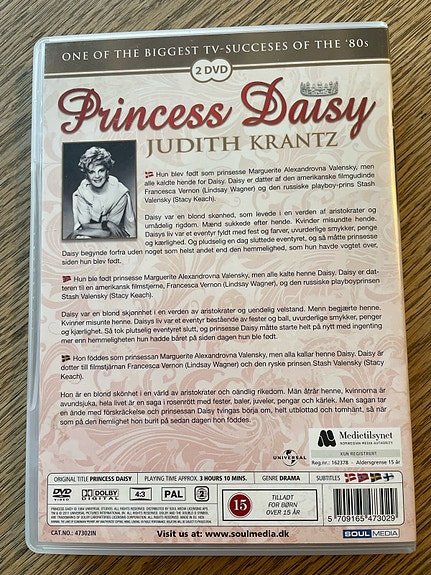 ONE OF THE BIGGEST TV-SUCCESES OF THE '80s
2 DVD
Princess Daisy
JUDITH KRANTZ
Hun blev født som prinsesse Marguerite Alexandrovna Valensky, men
alle kaldte hende for Daisy. Daisy er datter af den amerikanske filmgudinde
Francesca Vernon (Lindsay Wagner) og den russiske playboy-prins Stash
Valensky (Stacy Keach).
Daisy var en blond skønhed, som levede i en verden af aristokrater og
umådelig rigdom. Mænd sukkede efter hende. Kvinder misundte hende.
Daisys liv var et eventyr fyldt med fest og farver, uvurderlige smykker, penge
og kærlighed. Og pludselig en dag sluttede eventyret, og så måtte prinsesse
Daisy begynde forfra uden noget som helst andet end den hemmelighed, som hun havde vogtet over,
siden hun blev født.
Hun ble født prinsesse Marguerite Alexandrovna Valensky, men alle kalte henne Daisy. Daisy er dat-
teren til en amerikansk filmstjerne, Francesca Vernon (Lindsay Wagner), og den russiske playboyprinsen
Stash Valensky (Stacy Keach).
Daisy var en blond skjønnhet i en verden av aristokrater og uendelig velstand. Menn begjærte henne.
Kvinner misunte henne. Daisys liv var et eventyr bestående av fester og ball, uvurderlige smykker, penger
og kjærlighet. Så tok plutselig eventyret slutt, og prinsesse Daisy måtte starte helt på nytt med ingenting
mer enn hemmeligheten hun hadde båret på siden dagen hun ble født.
Hon föddes som prinsessan Marguerite Alexandrovna Valensky, men alla kallar henne Daisy. Daisy är
dotter till filmstjärnan Francesca Vernon (Lindsay Wagner) och den ryske prinsen Stash Valensky (Stacy
Keach).
Hon är en blond skönhet i en värld av aristokrater och oändlig rikedom. Män åtrår henne, kvinnorna är
avundsjuka, hela livet är en saga i rosenrött med fester, baler, juveler, pengar och kärlek. Men sagan tar
en ände med förskräckelse och prinsessan Daisy tvingas börja om, helt utblottad och tomhänt, så när
som på den hemlighet hon burit på sedan dagen hon föddes.
UNIVERSAL
Medietilsynet
NORWEGIAN MEDIA AUTHORITY
KUN REGISTRERT
Reg.nr.: 162378 - Aldersgrense 15 år
ORIGINAL TITLE PRINCESS DAISY PLAYING TIME APPROX. 3 HOURS 10 MINS. GENRE DRAMA SUBTITLES
DVD
VIDEO
DOLBY
DIGITAL
4:3
PAL
2
15
TILLADT
FOR BØRN
OVER 15 ÅR
5 709165 473029
CAT.NO.: 47302IN
Visit us at: www.soulmedia.dk
SOUL MEDIA